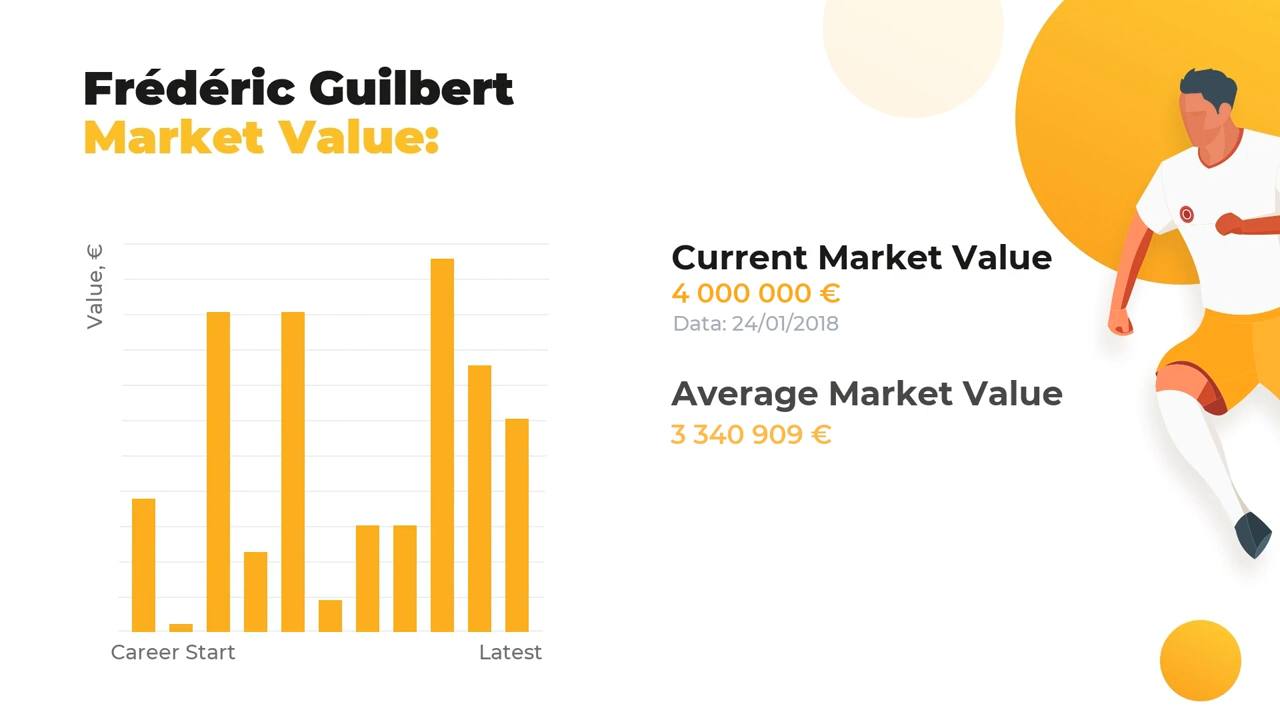 Frédéric Guilbert
Market Value:
Value, €
Career Start
Latest
Current Market Value
4 000 000 €
Data: 24/01/2018
Average Market Value
3 340 909 €